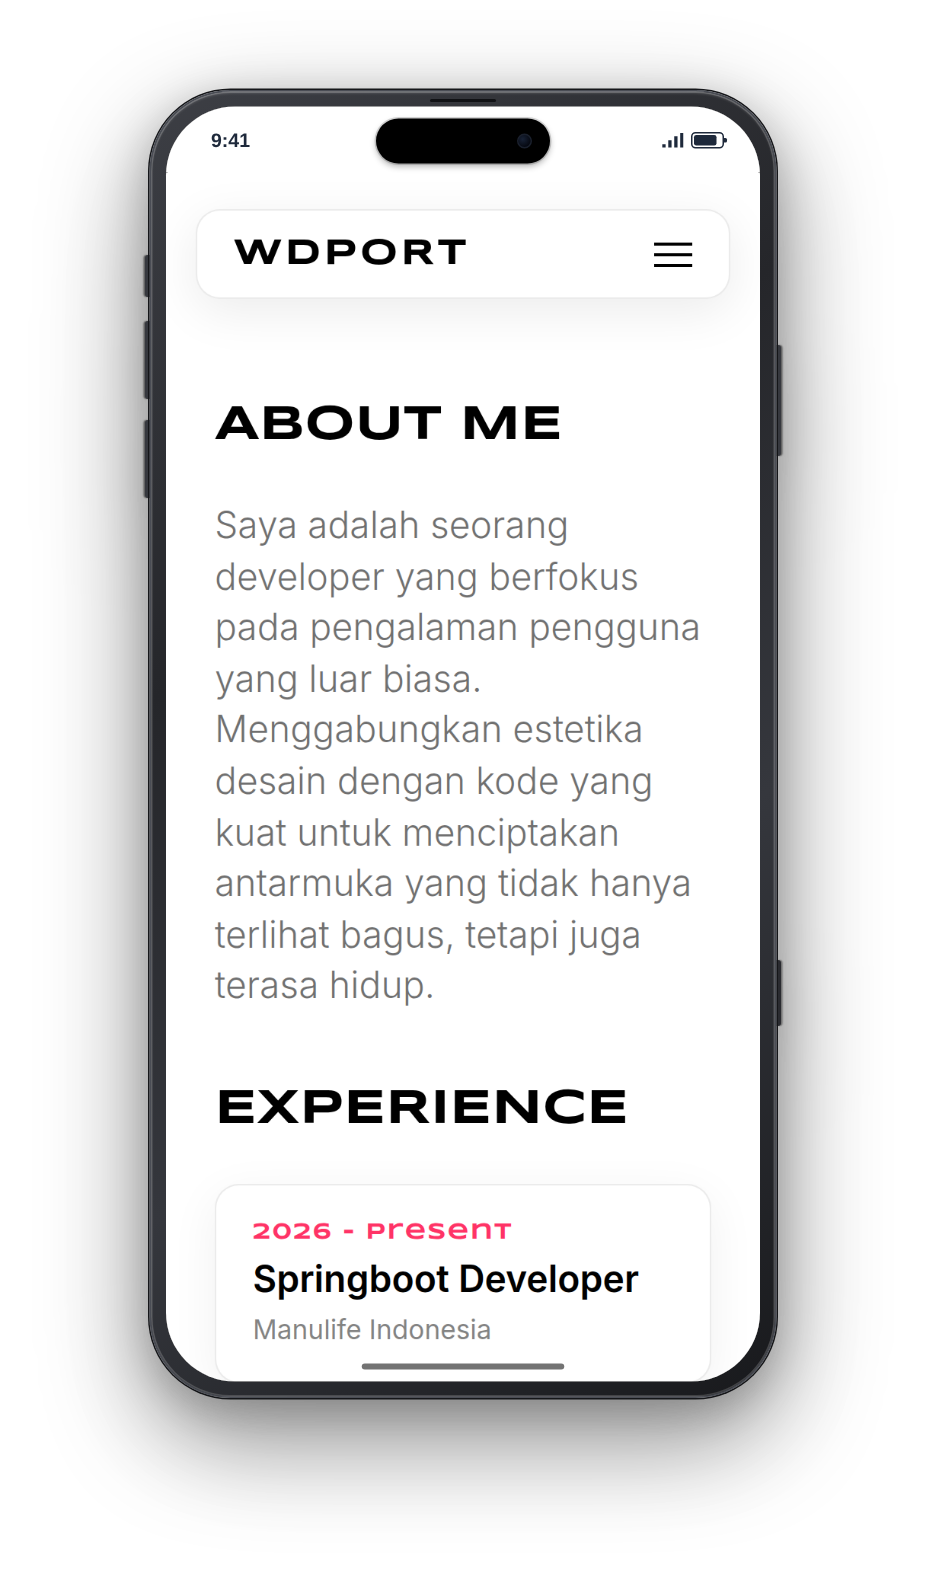 9:41
WDPORT
ABOUT ME
Saya adalah seorang
developer yang berfokus
pada pengalaman pengguna
yang luar biasa.
Menggabungkan estetika
desain dengan kode yang
kuat untuk menciptakan
antarmuka yang tidak hanya
terlihat bagus, tetapi juga
terasa hidup.
EXPERIENCE
2026 - Present
Springboot Developer
Manulife Indonesia